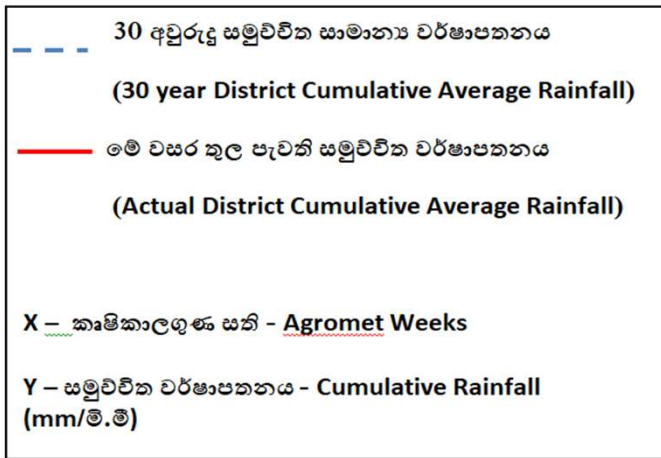 30 අවුරුදු සමුච්චිත සාමාන්‍ය වර්ෂාපතනය
(30 year District Cumulative Average Rainfall)
මේ වසර තුල පැවති සමුච්චිත වර්ෂාපතනය
(Actual District Cumulative Average Rainfall)
X – කෘෂිකාලගුණ සති - Agromet Weeks
Y – සමුච්චිත වර්ෂාපතනය - Cumulative Rainfall
(mm/මි.මී)